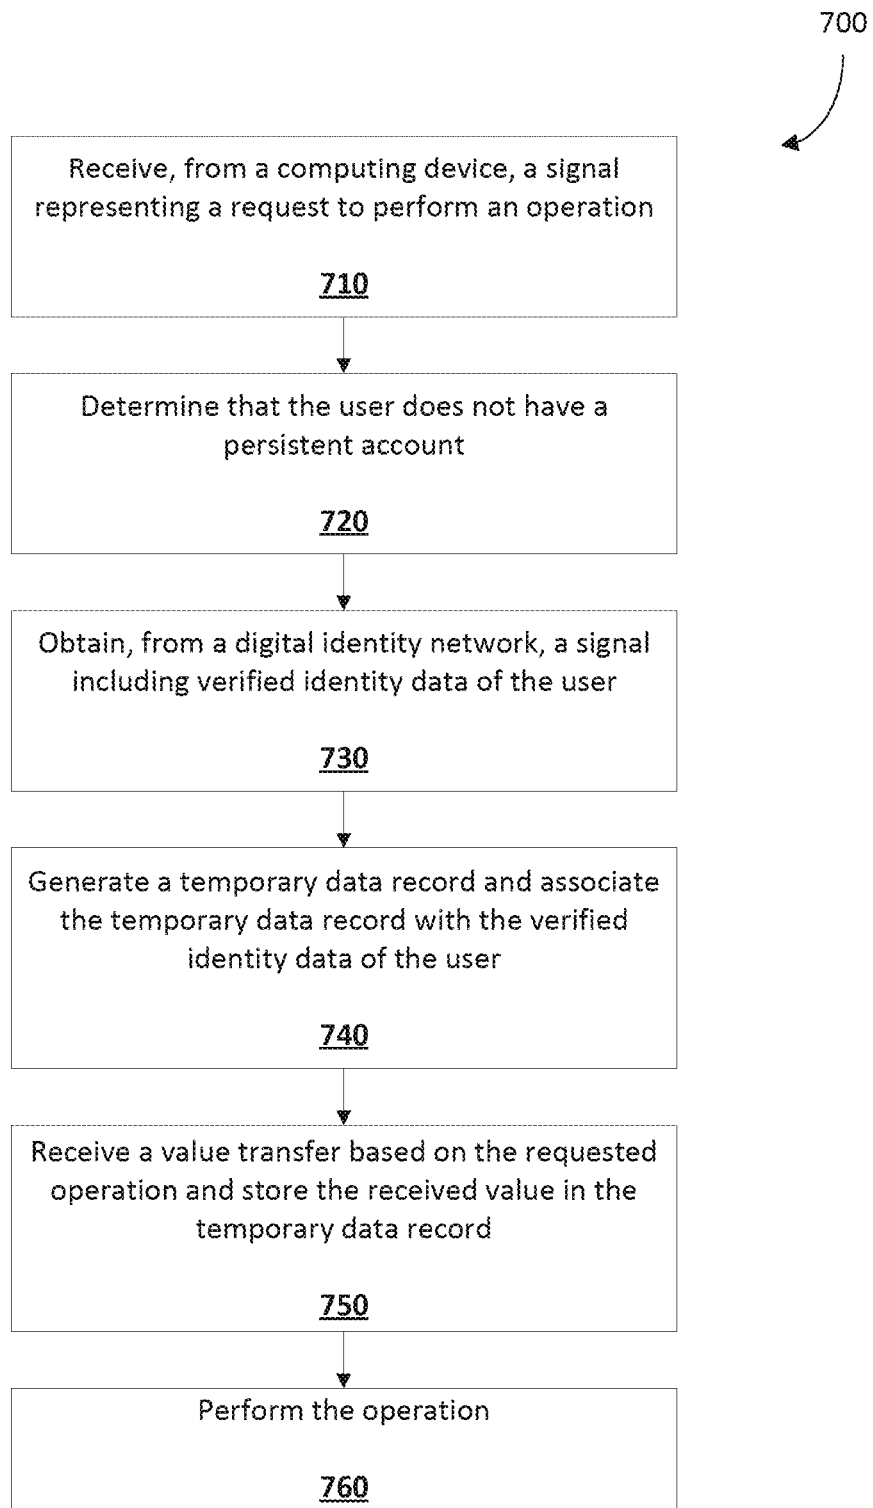 700
Receive, from a computing device, a signal
representing a request to perform an operation
710
Determine that the user does not have a
persistent account
720
Obtain, from a digital identity network, a signal
including verified identity data of the user
730
Generate a temporary data record and associate
the temporary data record with the verified
identity data of the user
740
Receive a value transfer based on the requested
operation and store the received value in the
temporary data record
750
Perform the operation
760